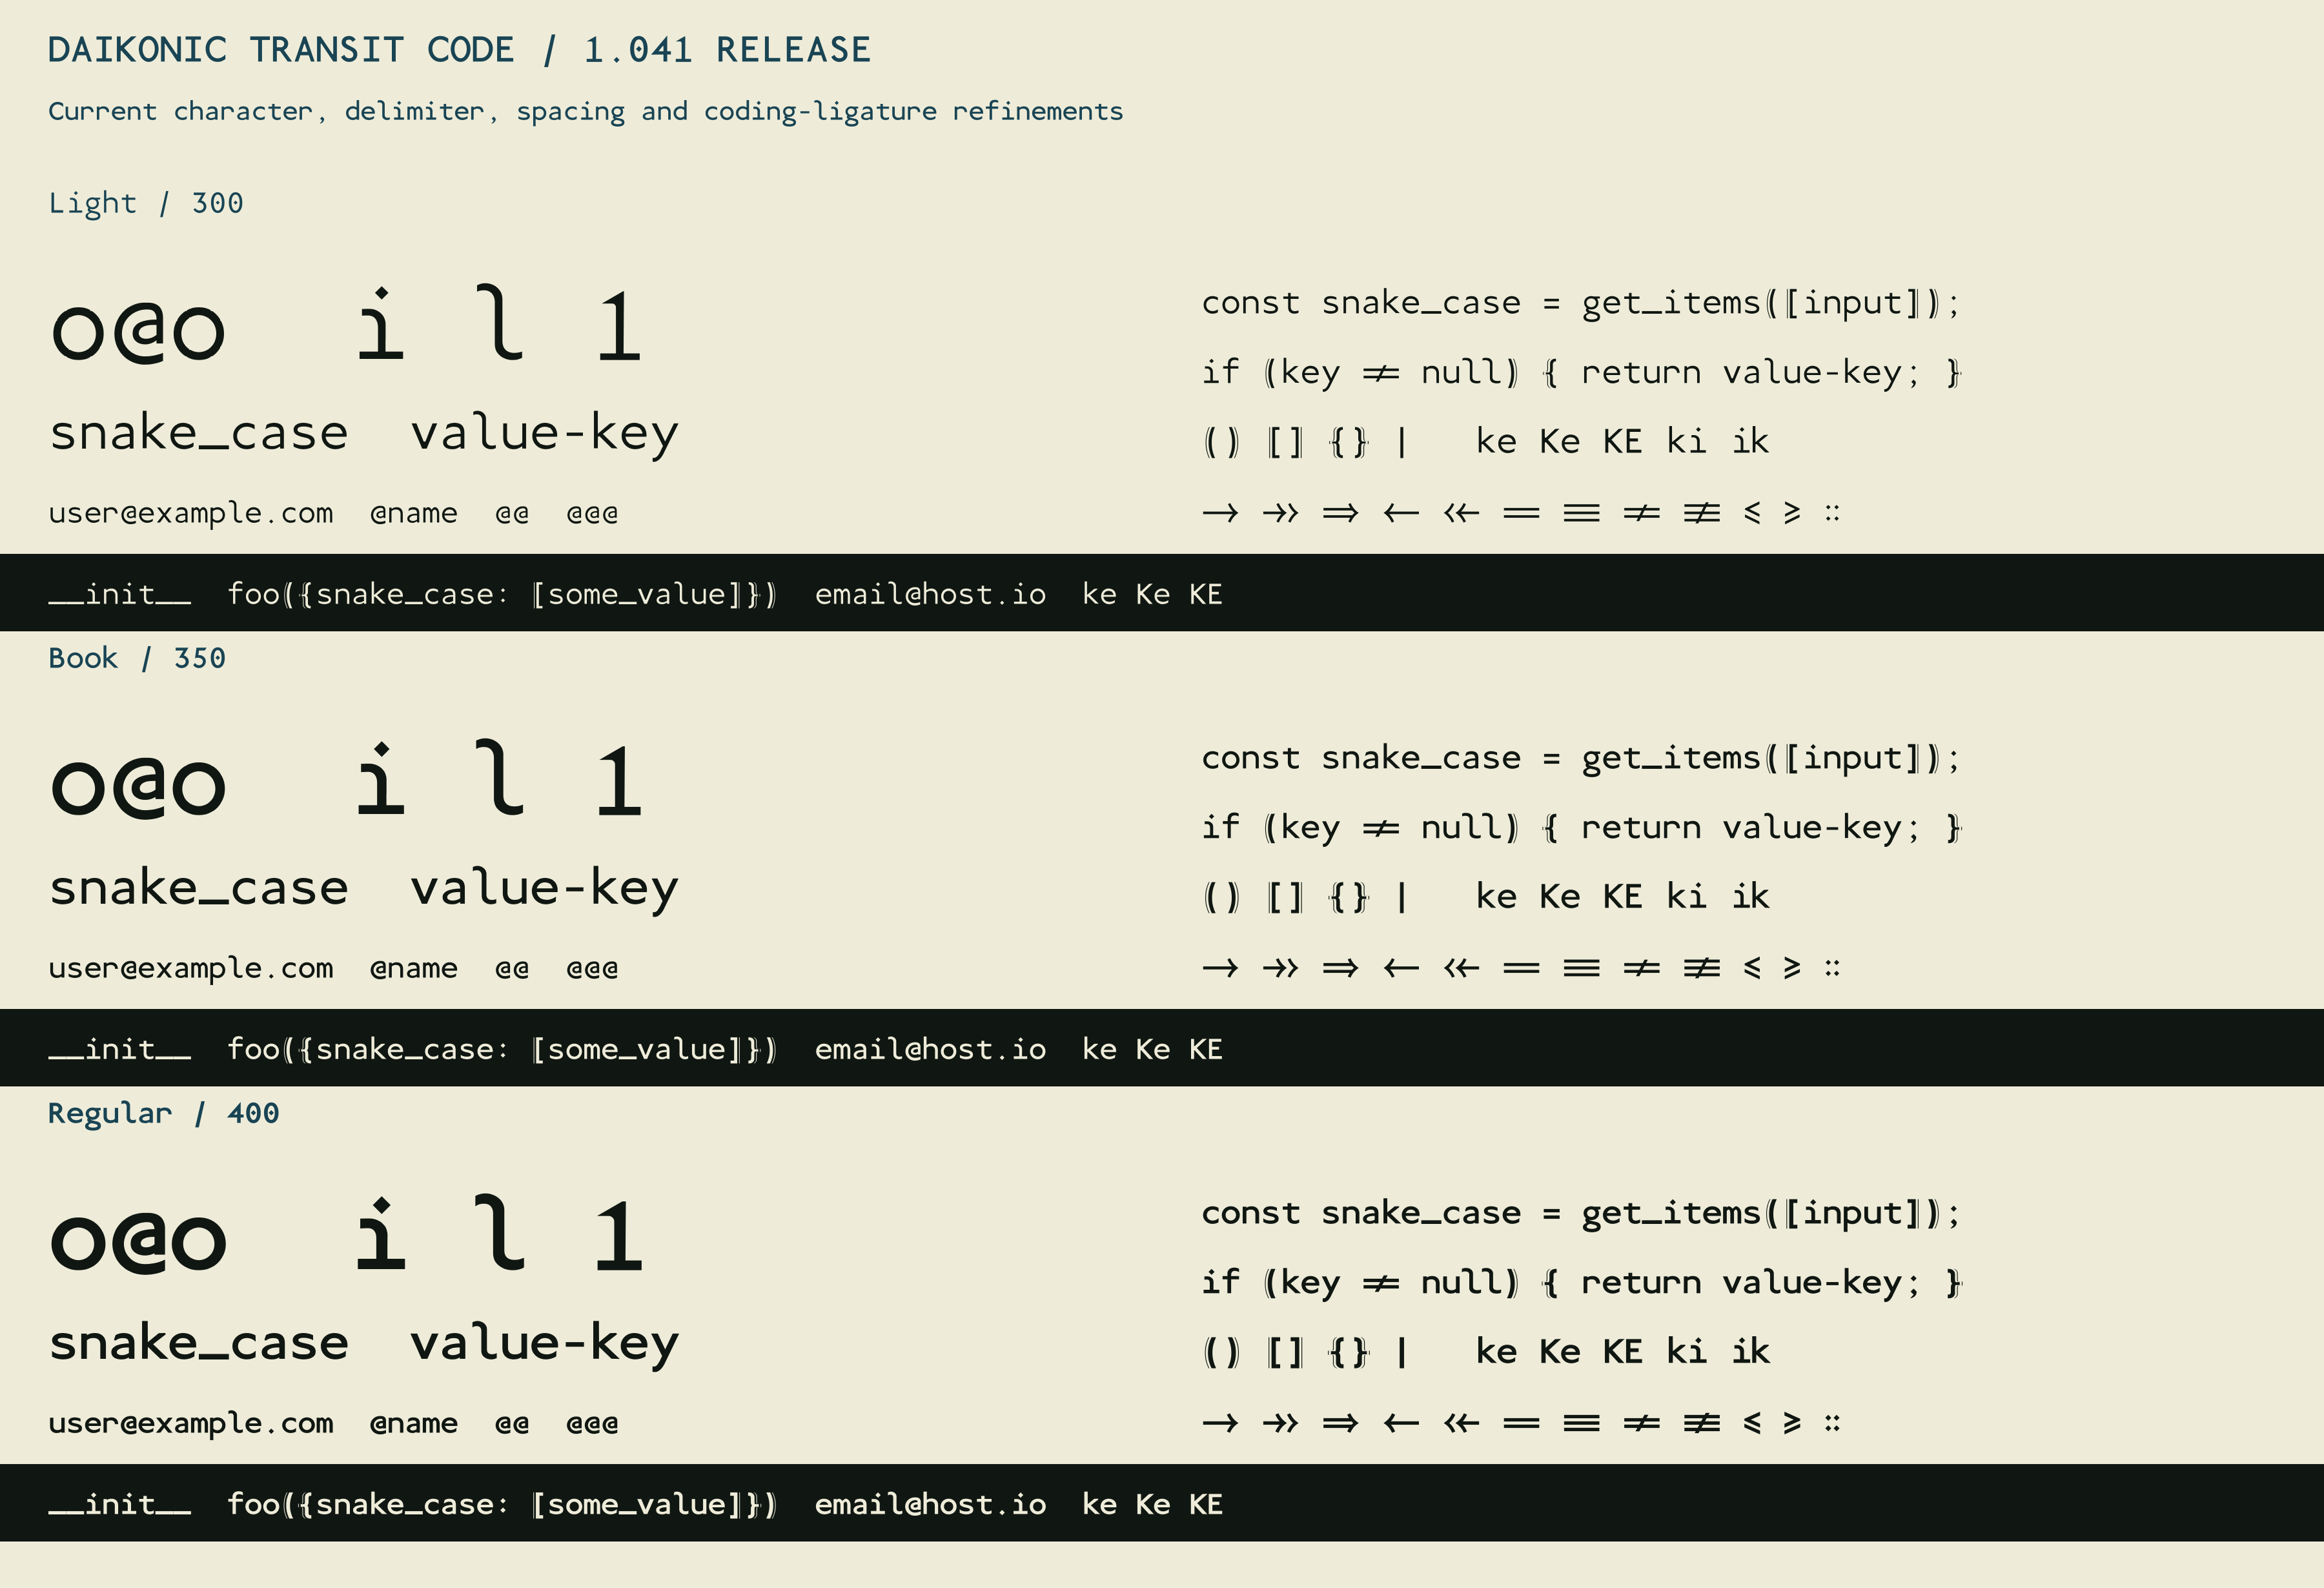 DAIKONIC TRANSIT CODE / 1.041 RELEASE
Current character, delimiter, spacing and coding-ligature refinements
Light / 300
o@o i l 1
snake_case value-key
user@example.com @name @@ @@@
const snake_case = get_items([input]);
if (key ≠ null) { return value-key; }
() [] {} | ke Ke KE ki ik
→ ↠ ⇒ ← ↞ = ≡ ≠ ≢ ⩽ ⩾ ::
__init__ foo({snake_case: [some_value]}) email@host.io ke Ke KE
Book / 350
o@o i l 1
snake_case value-key
user@example.com @name @@ @@@
const snake_case = get_items([input]);
if (key ≠ null) { return value-key; }
() [] {} | ke Ke KE ki ik
→ ↠ ⇒ ← ↞ = ≡ ≠ ≢ ⩽ ⩾ ::
__init__ foo({snake_case: [some_value]}) email@host.io ke Ke KE
Regular / 400
o@o i l 1
snake_case value-key
user@example.com @name @@ @@@
const snake_case = get_items([input]);
if (key ≠ null) { return value-key; }
() [] {} | ke Ke KE ki ik
→ ↠ ⇒ ← ↞ = ≡ ≠ ≢ ⩽ ⩾ ::
__init__ foo({snake_case: [some_value]}) email@host.io ke Ke KE